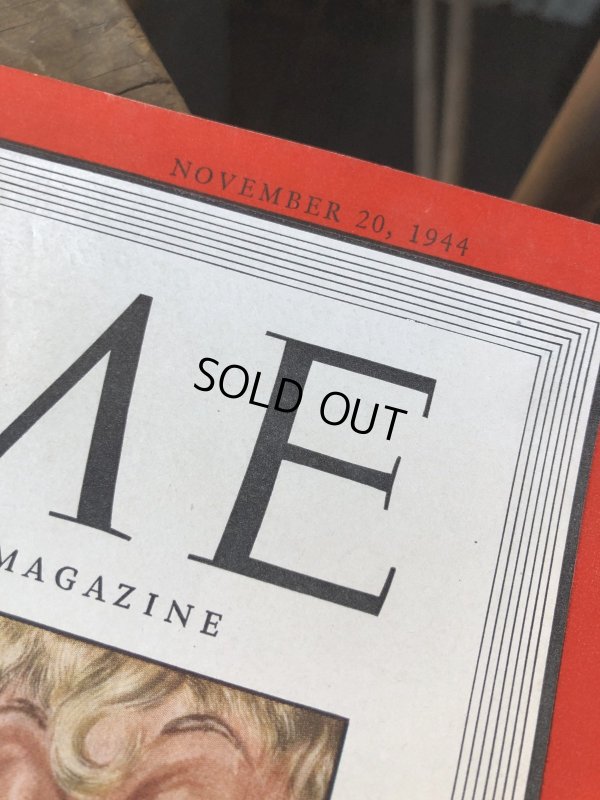 NOVEMBER 20, 1944
ME
SOLD OUT
MAGAZINE